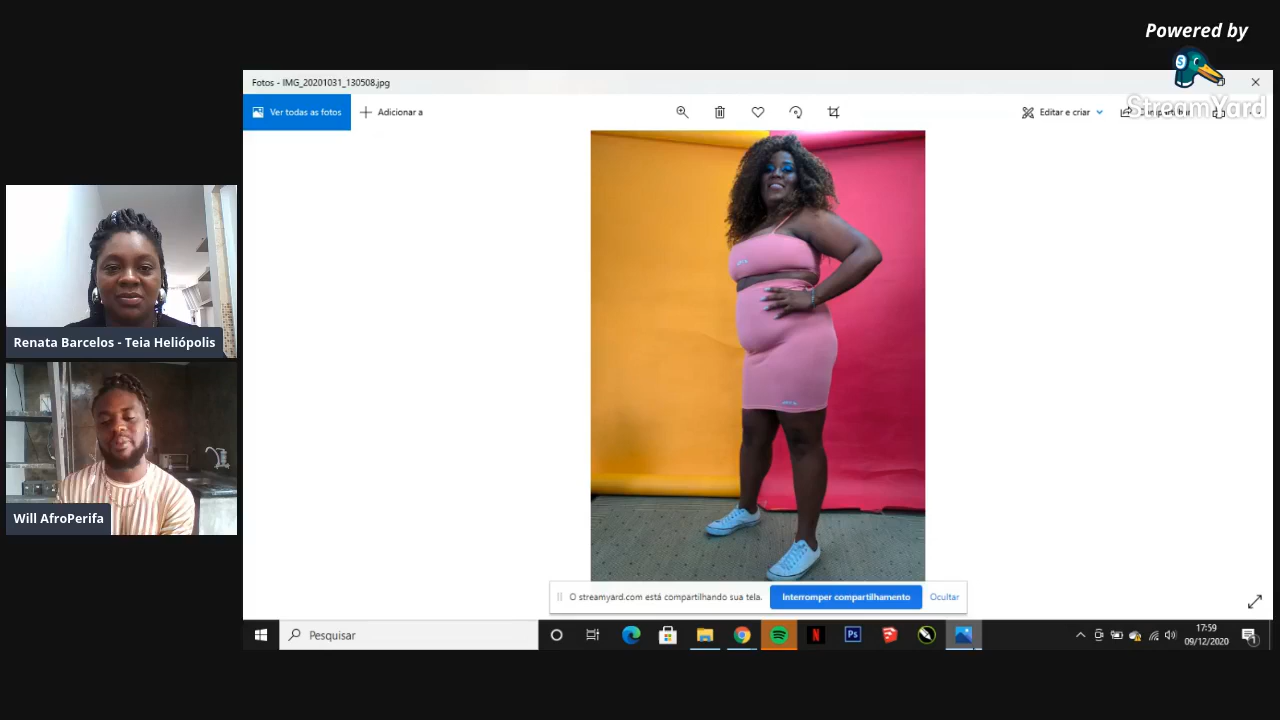 Powered by
StreamYard
Fotos - IMG_20201031_130508.jpg
Ver todas as fotos
Adicionar a
Editar e criar
Renata Barcelos - Teia Heliópolis
Will AfroPerifa
O streamyard.com está compartilhando sua tela.
Interromper compartilhamento
Ocultar
Pesquisar
Ps
17:59
09/12/2020